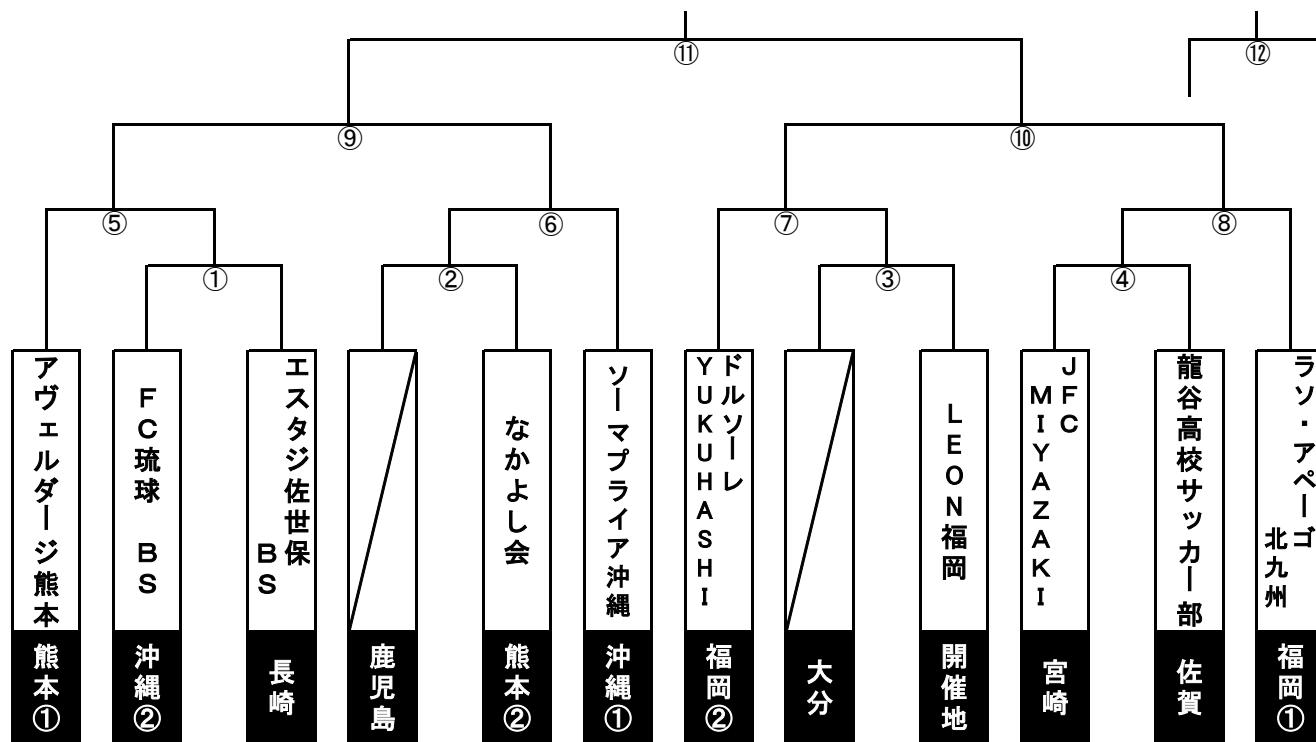 ⑪
⑫
⑨
⑩
⑤
⑥
⑦
⑧
①
②
③
④
アヴェルダージ熊本
FC琉球 BS
エスタジ佐世保
BS
なかよし会
ソーマプライア沖縄
ドルソーレ
YUKUHASHI
LEON福岡
JFC
MIYAZAKI
龍谷高校サッカー部
ラソ・アペーゴ
北九州
熊本①
沖縄②
長崎
鹿児島
熊本②
沖縄①
福岡②
大分
開催地
宮崎
佐賀
福岡①